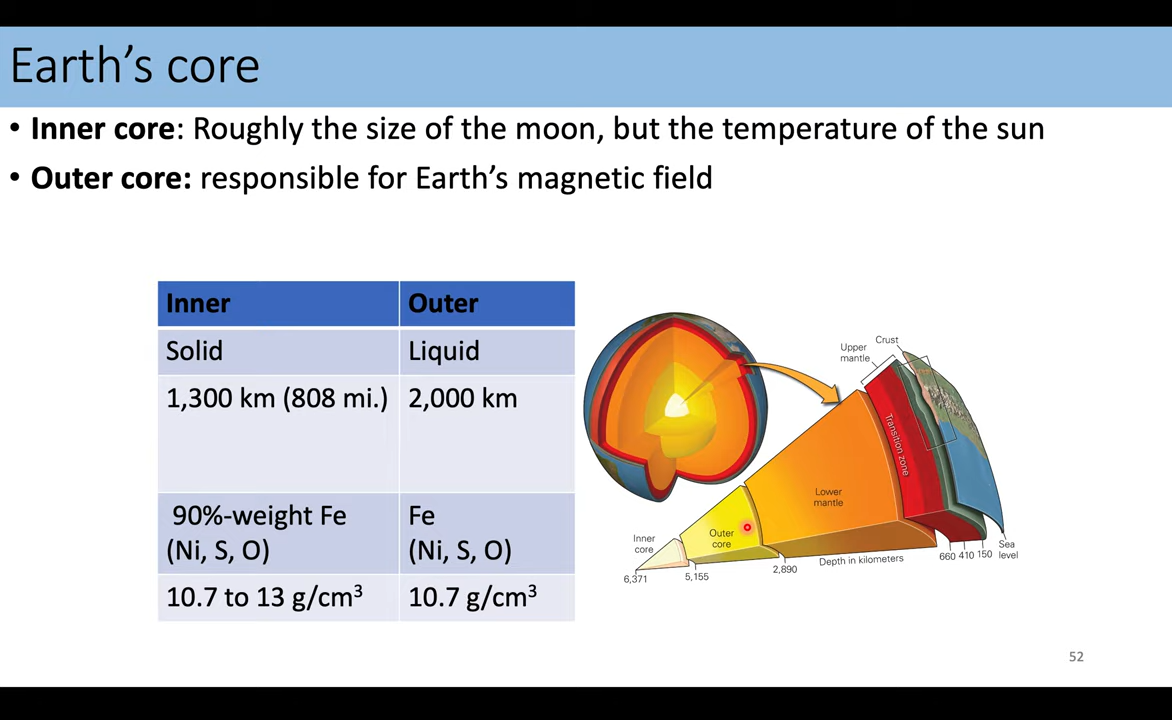 Earth's core
• Inner core: Roughly the size of the moon, but the temperature of the sun
• Outer core: responsible for Earth's magnetic field
Inner
Outer
Solid
Liquid
1,300 km (808 mi.)
2,000 km
90%-weight Fe
(Ni, S, O)
Fe
(Ni, S, O)
10.7 to 13 g/cm³
10.7 g/cm³
Crust
Upper
mantle
Transition zone
Lower
mantle
Outer
core
Inner
core
6,371
5,155
2,890
Depth in kilometers
660 410 150
Sea
level
52